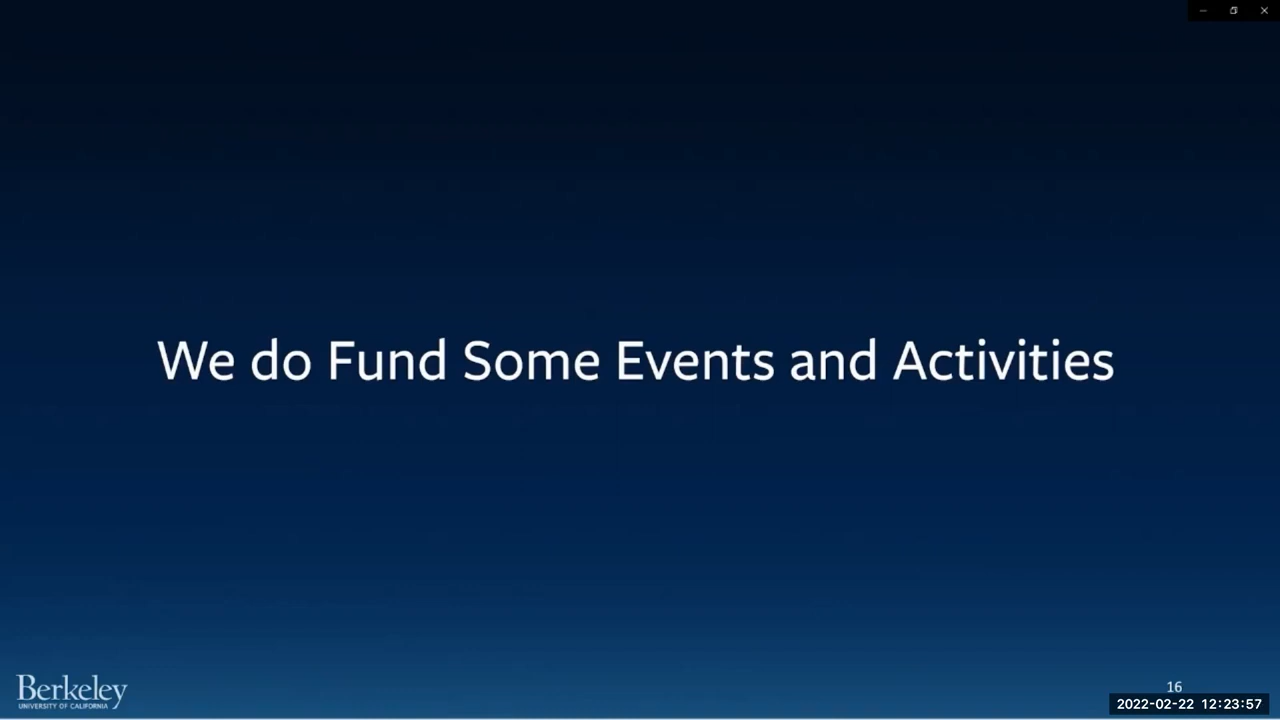 We do Fund Some Events and Activities
Berkeley
UNIVERSITY OF CALIFORNIA
16
2022-02-22 12:23:57